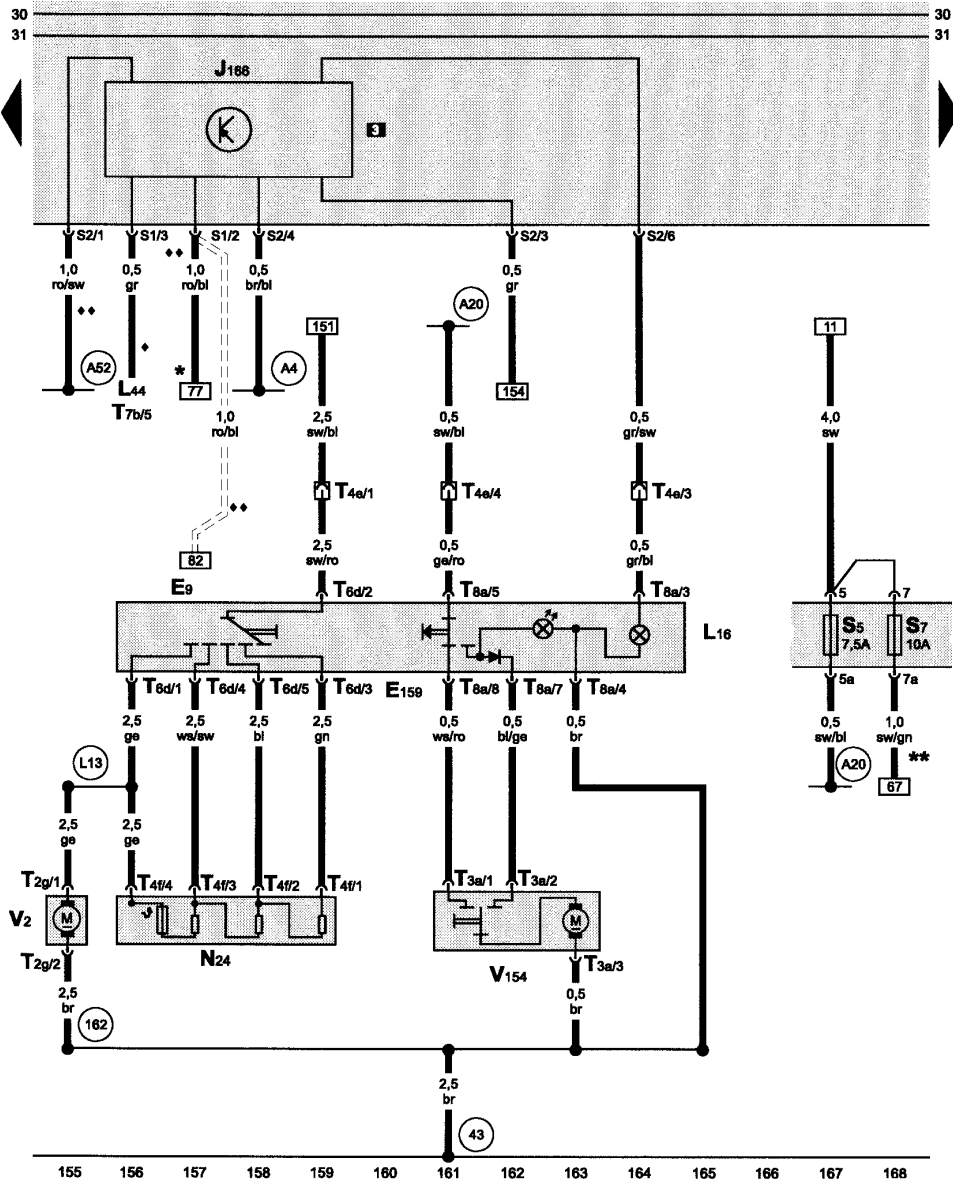 30 30
31 31
J166
3
S2/1 S1/3 S1/2 S2/4 S2/3 S2/6
1,0 0,5 1,0 0,5 0,5
ro/sw gr ro/bl br/bl gr
A20
151 11
A52 * A4
L44 77 154
T7b/5
1,0 2,5 0,5 0,5 4,0
ro/bl sw/bl sw/bl gr/sw sw
T4e/1 T4e/4 T4e/3
2,5 0,5 0,5
sw/ro ge/ro gr/bl
82
E9 T6d/2 T8a/5 T8a/3 5 7
L16 S5 S7
7,5A 10A
T6d/1 T6d/4 T6d/5 T6d/3 E159 T8a/8 T8a/7 T8a/4 5a 7a
2,5 2,5 2,5 2,5 0,5 0,5 0,5 0,5 1,0
ge ws/sw bl gn ws/ro bl/ge br sw/bl sw/gn
L13 A20 **
67
2,5 2,5
ge ge
T2g/1 T4f/4 T4f/3 T4f/2 T4f/1 T3a/1 T3a/2
V2 M M
T2g/2 N24 V154 T3a/3
2,5 0,5
br br
162
2,5
br
43
155 156 157 158 159 160 161 162 163 164 165 166 167 168